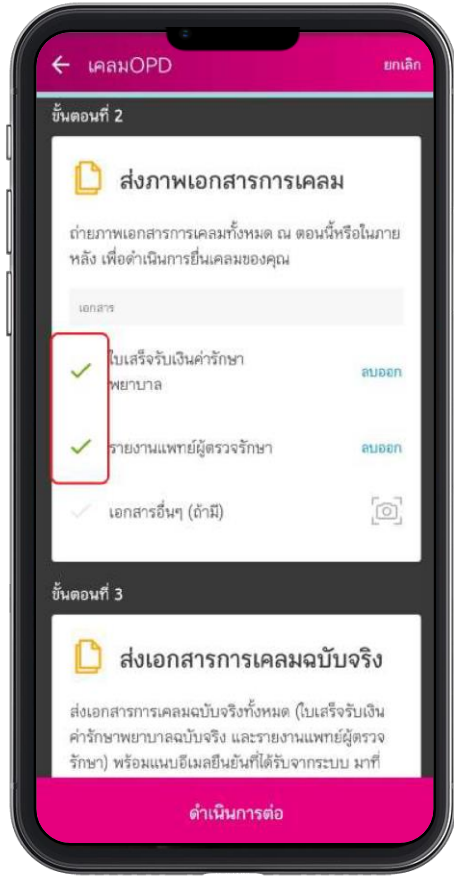 เคลมOPD
ยกเลิก
ขั้นตอนที่ 2
ส่งภาพเอกสารการเคลม
ถ่ายภาพเอกสารการเคลมทั้งหมด ณ ตอนนี้หรือในภาย
หลัง เพื่อดำเนินการยื่นเคลมของคุณ
เอกสาร
ใบเสร็จรับเงินค่ารักษา
พยาบาล
ลบออก
รายงานแพทย์ผู้ตรวจรักษา
ลบออก
เอกสารอื่นๆ (ถ้ามี)
ขั้นตอนที่ 3
ส่งเอกสารการเคลมฉบับจริง
ส่งเอกสารการเคลมฉบับจริงทั้งหมด (ใบเสร็จรับเงิน
ค่ารักษาพยาบาลฉบับจริง และรายงานแพทย์ผู้ตรวจ
รักษา) พร้อมแนบอีเมลยืนยันที่ได้รับจากระบบ มาที่
ดำเนินการต่อ